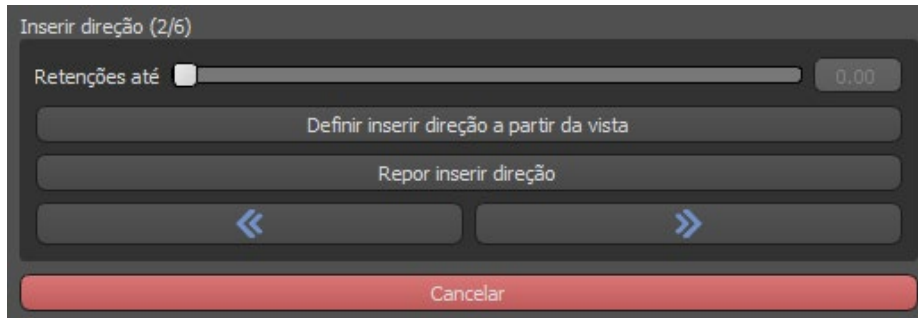 Inserir direção (2/6)
Retenções até 0.00
Definir inserir direção a partir da vista
Repor inserir direção
Cancelar